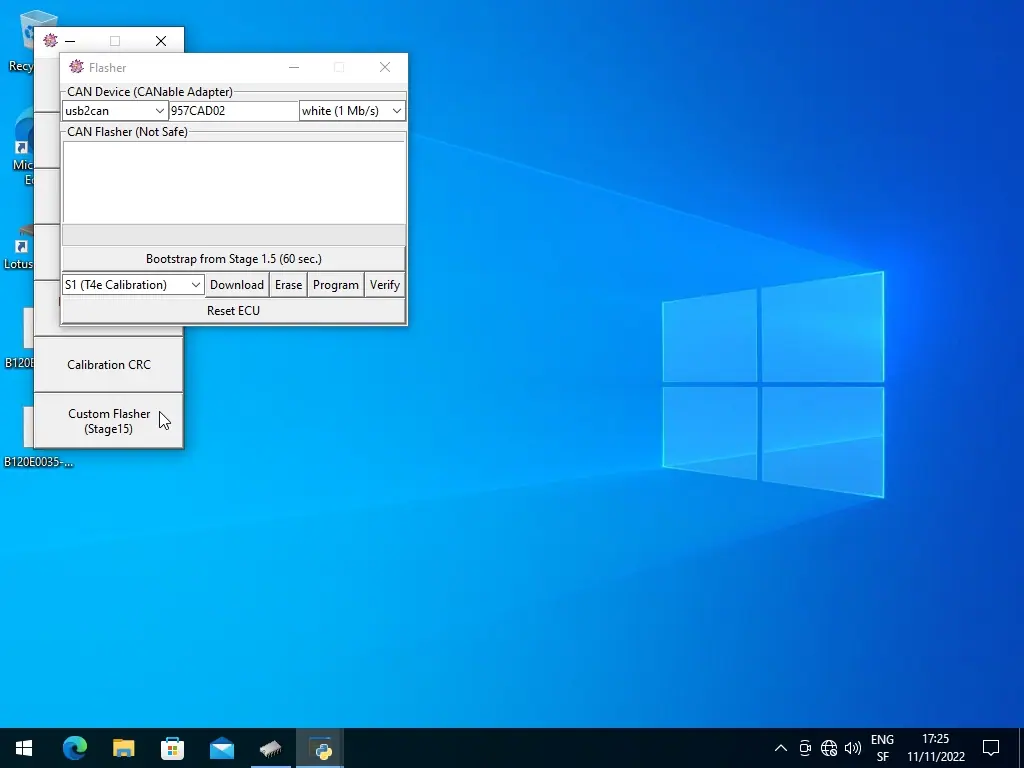 Flasher
CAN Device (CANable Adapter)
usb2can 957CAD02 white (1 Mb/s)
CAN Flasher (Not Safe)
Bootstrap from Stage 1.5 (60 sec.)
S1 (T4e Calibration) Download Erase Program Verify
Reset ECU
Calibration CRC
Custom Flasher
(Stage15)
Recy
Mic
Ed
Lotus
B120E
B120E0035-...
ENG
SF
17:25
11/11/2022